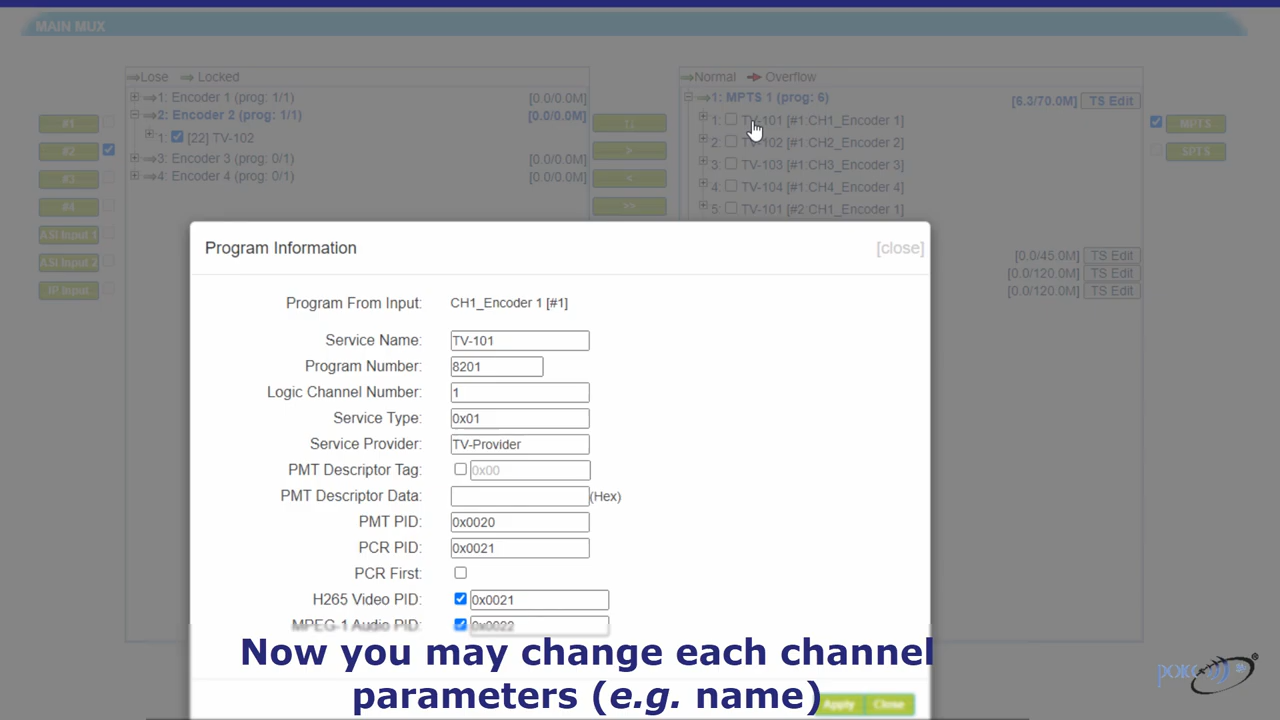 MAIN MUX
Lose Locked
1: Encoder 1 (prog: 1/1) [0.0/0.0M]
2: Encoder 2 (prog: 1/1) [0.0/0.0M]
1: [22] TV-102
3: Encoder 3 (prog: 0/1) [0.0/0.0M]
4: Encoder 4 (prog: 0/1) [0.0/0.0M]
#1
#2
#3
#4
ASI Input 1
ASI Input 2
IP Input
↑↓
>
<
>>
Normal Overflow
1: MPTS 1 (prog: 6) [6.3/70.0M] TS Edit
1: TV-101 [#1:CH1_Encoder 1]
2: TV-102 [#1:CH2_Encoder 2]
3: TV-103 [#1:CH3_Encoder 3]
4: TV-104 [#1:CH4_Encoder 4]
5: TV-101 [#2:CH1_Encoder 1]
[0.0/45.0M] TS Edit
[0.0/120.0M] TS Edit
[0.0/120.0M] TS Edit
MPTS
SPTS
Program Information [close]
Program From Input: CH1_Encoder 1 [#1]
Service Name: TV-101
Program Number: 8201
Logic Channel Number: 1
Service Type: 0x01
Service Provider: TV-Provider
PMT Descriptor Tag: 0x00
PMT Descriptor Data: (Hex)
PMT PID: 0x0020
PCR PID: 0x0021
PCR First:
H265 Video PID: 0x0021
MPEG-1 Audio PID: 0x0022
Now you may change each channel
parameters (e.g. name)
Apply Close